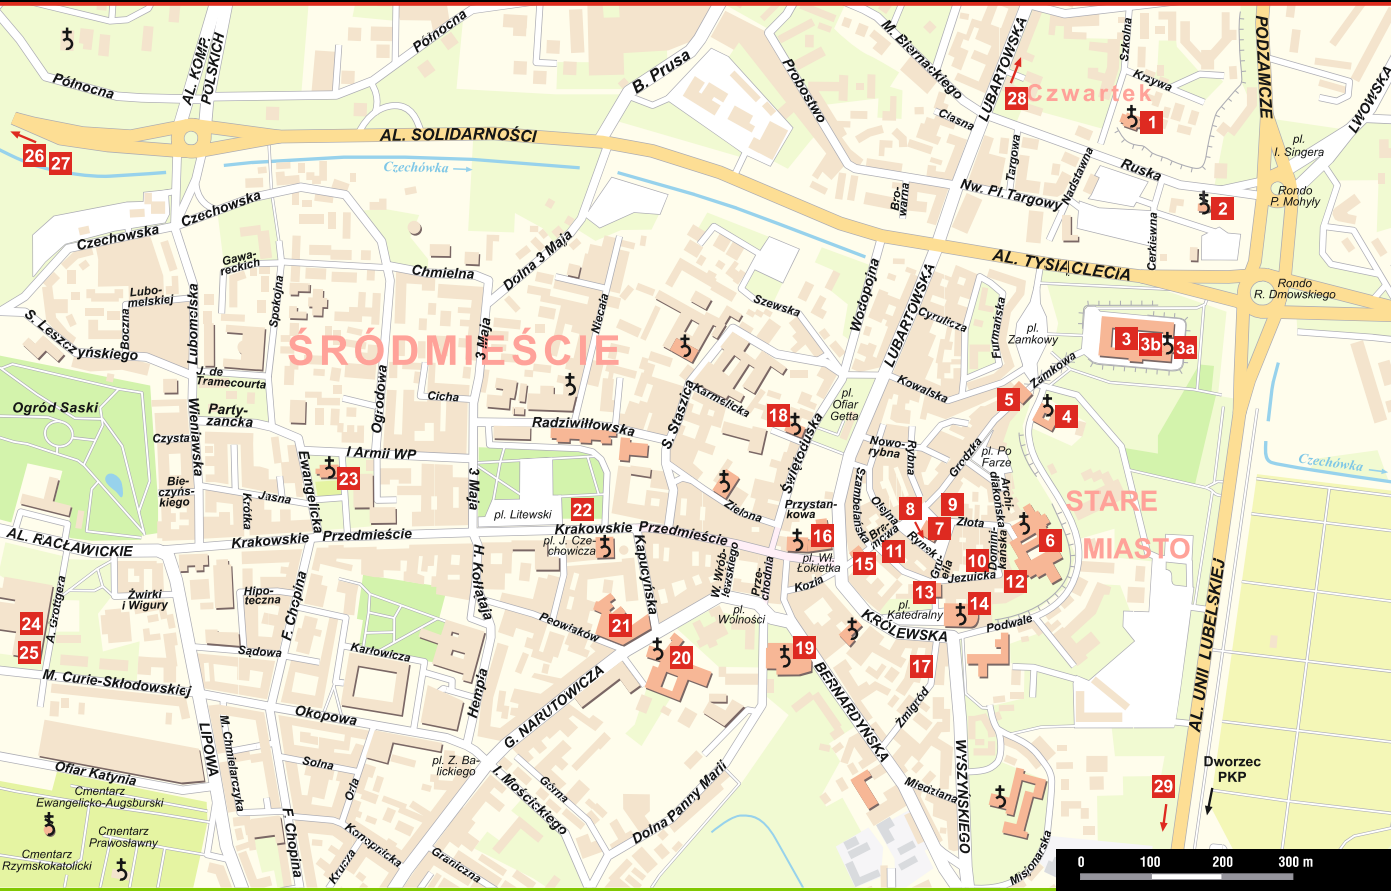 Północna
Północna
AL. KOMP.
POLSKICH
B. Prusa
Probostwo
M. Biernackiego
LUBARTOWSKA
28
Czwartek
Szkolna
Krzywa
1
PODZAMCZE
LWOWSKA
pl.
I. Singera
Ciasna
Targowa
Nadstawna
Ruska
Rondo
P. Mohyły
2
Nw. Pl. Targowy
Bro-
warna
Cerkiewna
26
27
AL. SOLIDARNOŚCI
Czechówka
AL. TYSIĄCLECIA
Rondo
R. Dmowskiego
Czechowska
Czechowska
Gawa-
reckich
Chmielna
Dolna 3 Maja
Niecała
Szewska
Wodopojna
LUBARTOWSKA
Cyrulicza
Furmańska
pl.
Zamkowy
Zamkowa
3
3b
3a
Lubo-
melskiej
Boczna
Lubomelska
Spokojna
S. Leszczyńskiego
ŚRÓDMIEŚCIE
3 Maja
J. de
Tramecourta
Ogrodowa
Cicha
Karmelicka
S. Staszica
Kowalska
5
4
pl.
Ofiar
Getta
18
Świętoduska
Ogród Saski
Wieniawska
Party-
zancka
Czysta
Radziwiłłowska
I Armii WP
23
Ewangelicka
Bie-
czyńs-
kiego
Jasna
Krótka
3 Maja
pl. Litewski
22
Zielona
Przystan-
kowa
16
pl. Wł.
Łokietka
Nowo-
rybna
Rybna
Grodzka
pl. Po
Farze
Archi-
diakońska
Szambelańska
Olejna
Bra-
mowa
8
9
7
Złota
Rynek
Gru-
ella
10
Domini-
kańska
6
STARE
MIASTO
11
15
Jezuicka
12
13
14
AL. RACŁAWICKIE
Krakowskie Przedmieście
Krakowskie Przedmieście
pl. J. Cze-
chowicza
H. Kołłątaja
Kapucyńska
W. Wrób-
lewskiego
Prze-
chodnia
Kozia
pl.
Wolności
pl.
Katedralny
KRÓLEWSKA
Podwale
24
25
A. Grottgera
Żwirki
i Wigury
Hipo-
teczna
F. Chopina
Peowiaków
21
20
19
17
Sądowa
Karłowicza
M. Curie-Skłodowskiej
Hempla
G. NARUTOWICZA
BERNARDYŃSKA
Żmigród
AL. UNII LUBELSKIEJ
Czechówka
LIPOWA
Okopowa
M. Chmielarczyka
Solna
Orla
pl. Z. Ba-
lickiego
I. Mościckiego
Górna
Dolna Panny Marii
Miedziana
WYSZYŃSKIEGO
Misjonarska
29
Dworzec
PKP
Ofiar Katynia
Cmentarz
Ewangelicko-Augsburski
Cmentarz
Prawosławny
Cmentarz
Rzymskokatolicki
F. Chopina
Krucza
Konopnicka
Graniczna
0 100 200 300 m